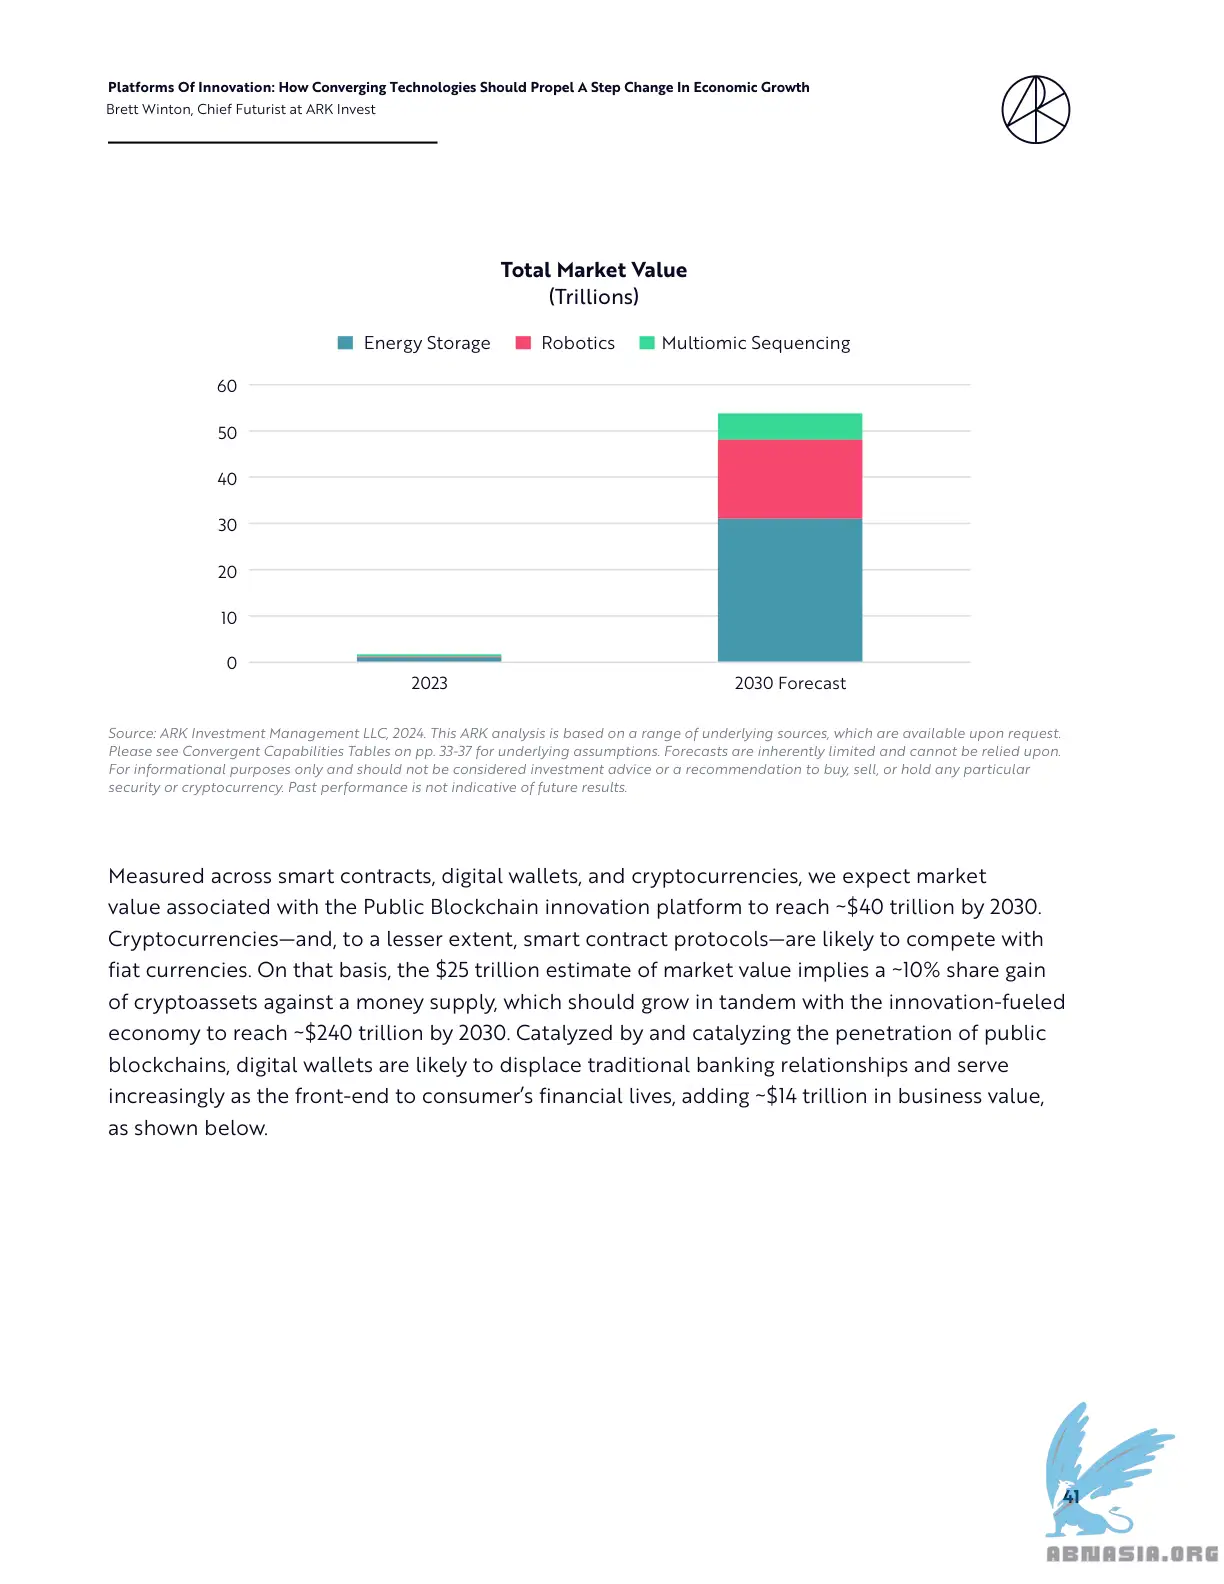 Platforms Of Innovation: How Converging Technologies Should Propel A Step Change In Economic Growth
Brett Winton, Chief Futurist at ARK Invest
Total Market Value
(Trillions)
Energy Storage Robotics Multiomic Sequencing
60
50
40
30
20
10
0
2023 2030 Forecast
Source: ARK Investment Management LLC, 2024. This ARK analysis is based on a range of underlying sources, which are available upon request.
Please see Convergent Capabilities Tables on pp. 33-37 for underlying assumptions. Forecasts are inherently limited and cannot be relied upon.
For informational purposes only and should not be considered investment advice or a recommendation to buy, sell, or hold any particular
security or cryptocurrency. Past performance is not indicative of future results.
Measured across smart contracts, digital wallets, and cryptocurrencies, we expect market
value associated with the Public Blockchain innovation platform to reach ~$40 trillion by 2030.
Cryptocurrencies—and, to a lesser extent, smart contract protocols—are likely to compete with
fiat currencies. On that basis, the $25 trillion estimate of market value implies a ~10% share gain
of cryptoassets against a money supply, which should grow in tandem with the innovation-fueled
economy to reach ~$240 trillion by 2030. Catalyzed by and catalyzing the penetration of public
blockchains, digital wallets are likely to displace traditional banking relationships and serve
increasingly as the front-end to consumer’s financial lives, adding ~$14 trillion in business value,
as shown below.
41
ABNASIA.ORG